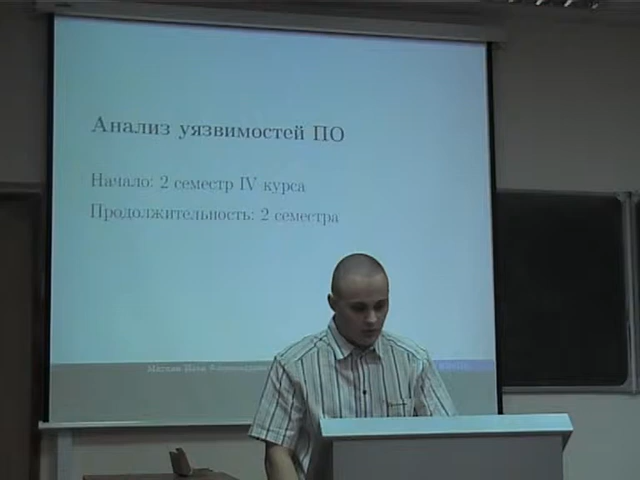 Анализ уязвимостей ПО
Начало: 2 семестр IV курса
Продолжительность: 2 семестра